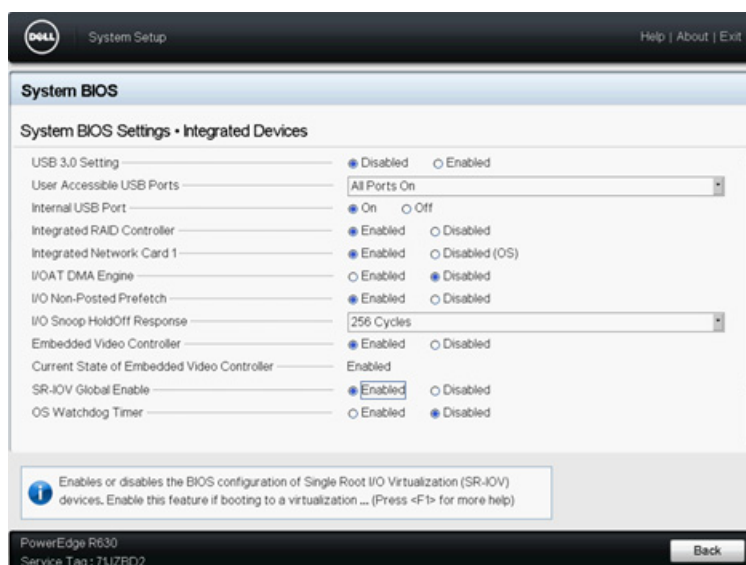 DELL
System Setup
Help | About | Exit
System BIOS
System BIOS Settings • Integrated Devices
USB 3.0 Setting Disabled Enabled
User Accessible USB Ports All Ports On
Internal USB Port On Off
Integrated RAID Controller Enabled Disabled
Integrated Network Card 1 Enabled Disabled (OS)
I/OAT DMA Engine Enabled Disabled
I/O Non-Posted Prefetch Enabled Disabled
I/O Snoop HoldOff Response 256 Cycles
Embedded Video Controller Enabled Disabled
Current State of Embedded Video Controller Enabled
SR-IOV Global Enable Enabled Disabled
OS Watchdog Timer Enabled Disabled
Enables or disables the BIOS configuration of Single Root I/O Virtualization (SR-IOV)
devices. Enable this feature if booting to a virtualization ... (Press <F1> for more help)
PowerEdge R630
Service Tag : 71JZBD2
Back